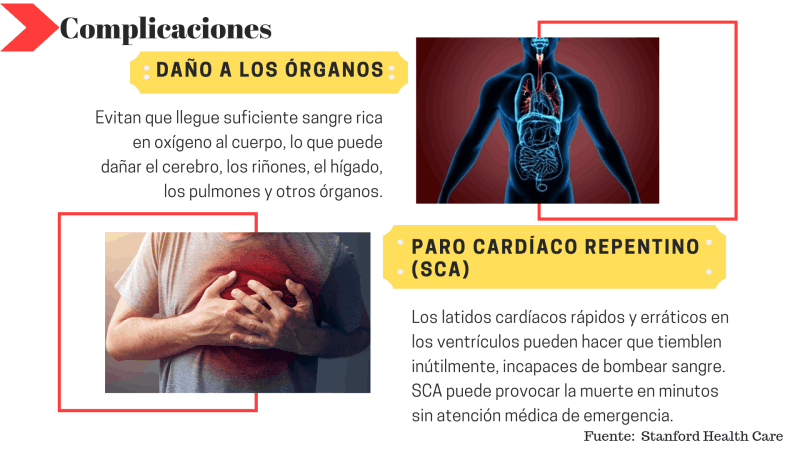 Complicaciones
DAÑO A LOS ÓRGANOS
Evitan que llegue suficiente sangre rica
en oxígeno al cuerpo, lo que puede
dañar el cerebro, los riñones, el hígado,
los pulmones y otros órganos.
PARO CARDÍACO REPENTINO
(SCA)
Los latidos cardíacos rápidos y erráticos en
los ventrículos pueden hacer que tiemblen
inútilmente, incapaces de bombear sangre.
SCA puede provocar la muerte en minutos
sin atención médica de emergencia.
Fuente: Stanford Health Care